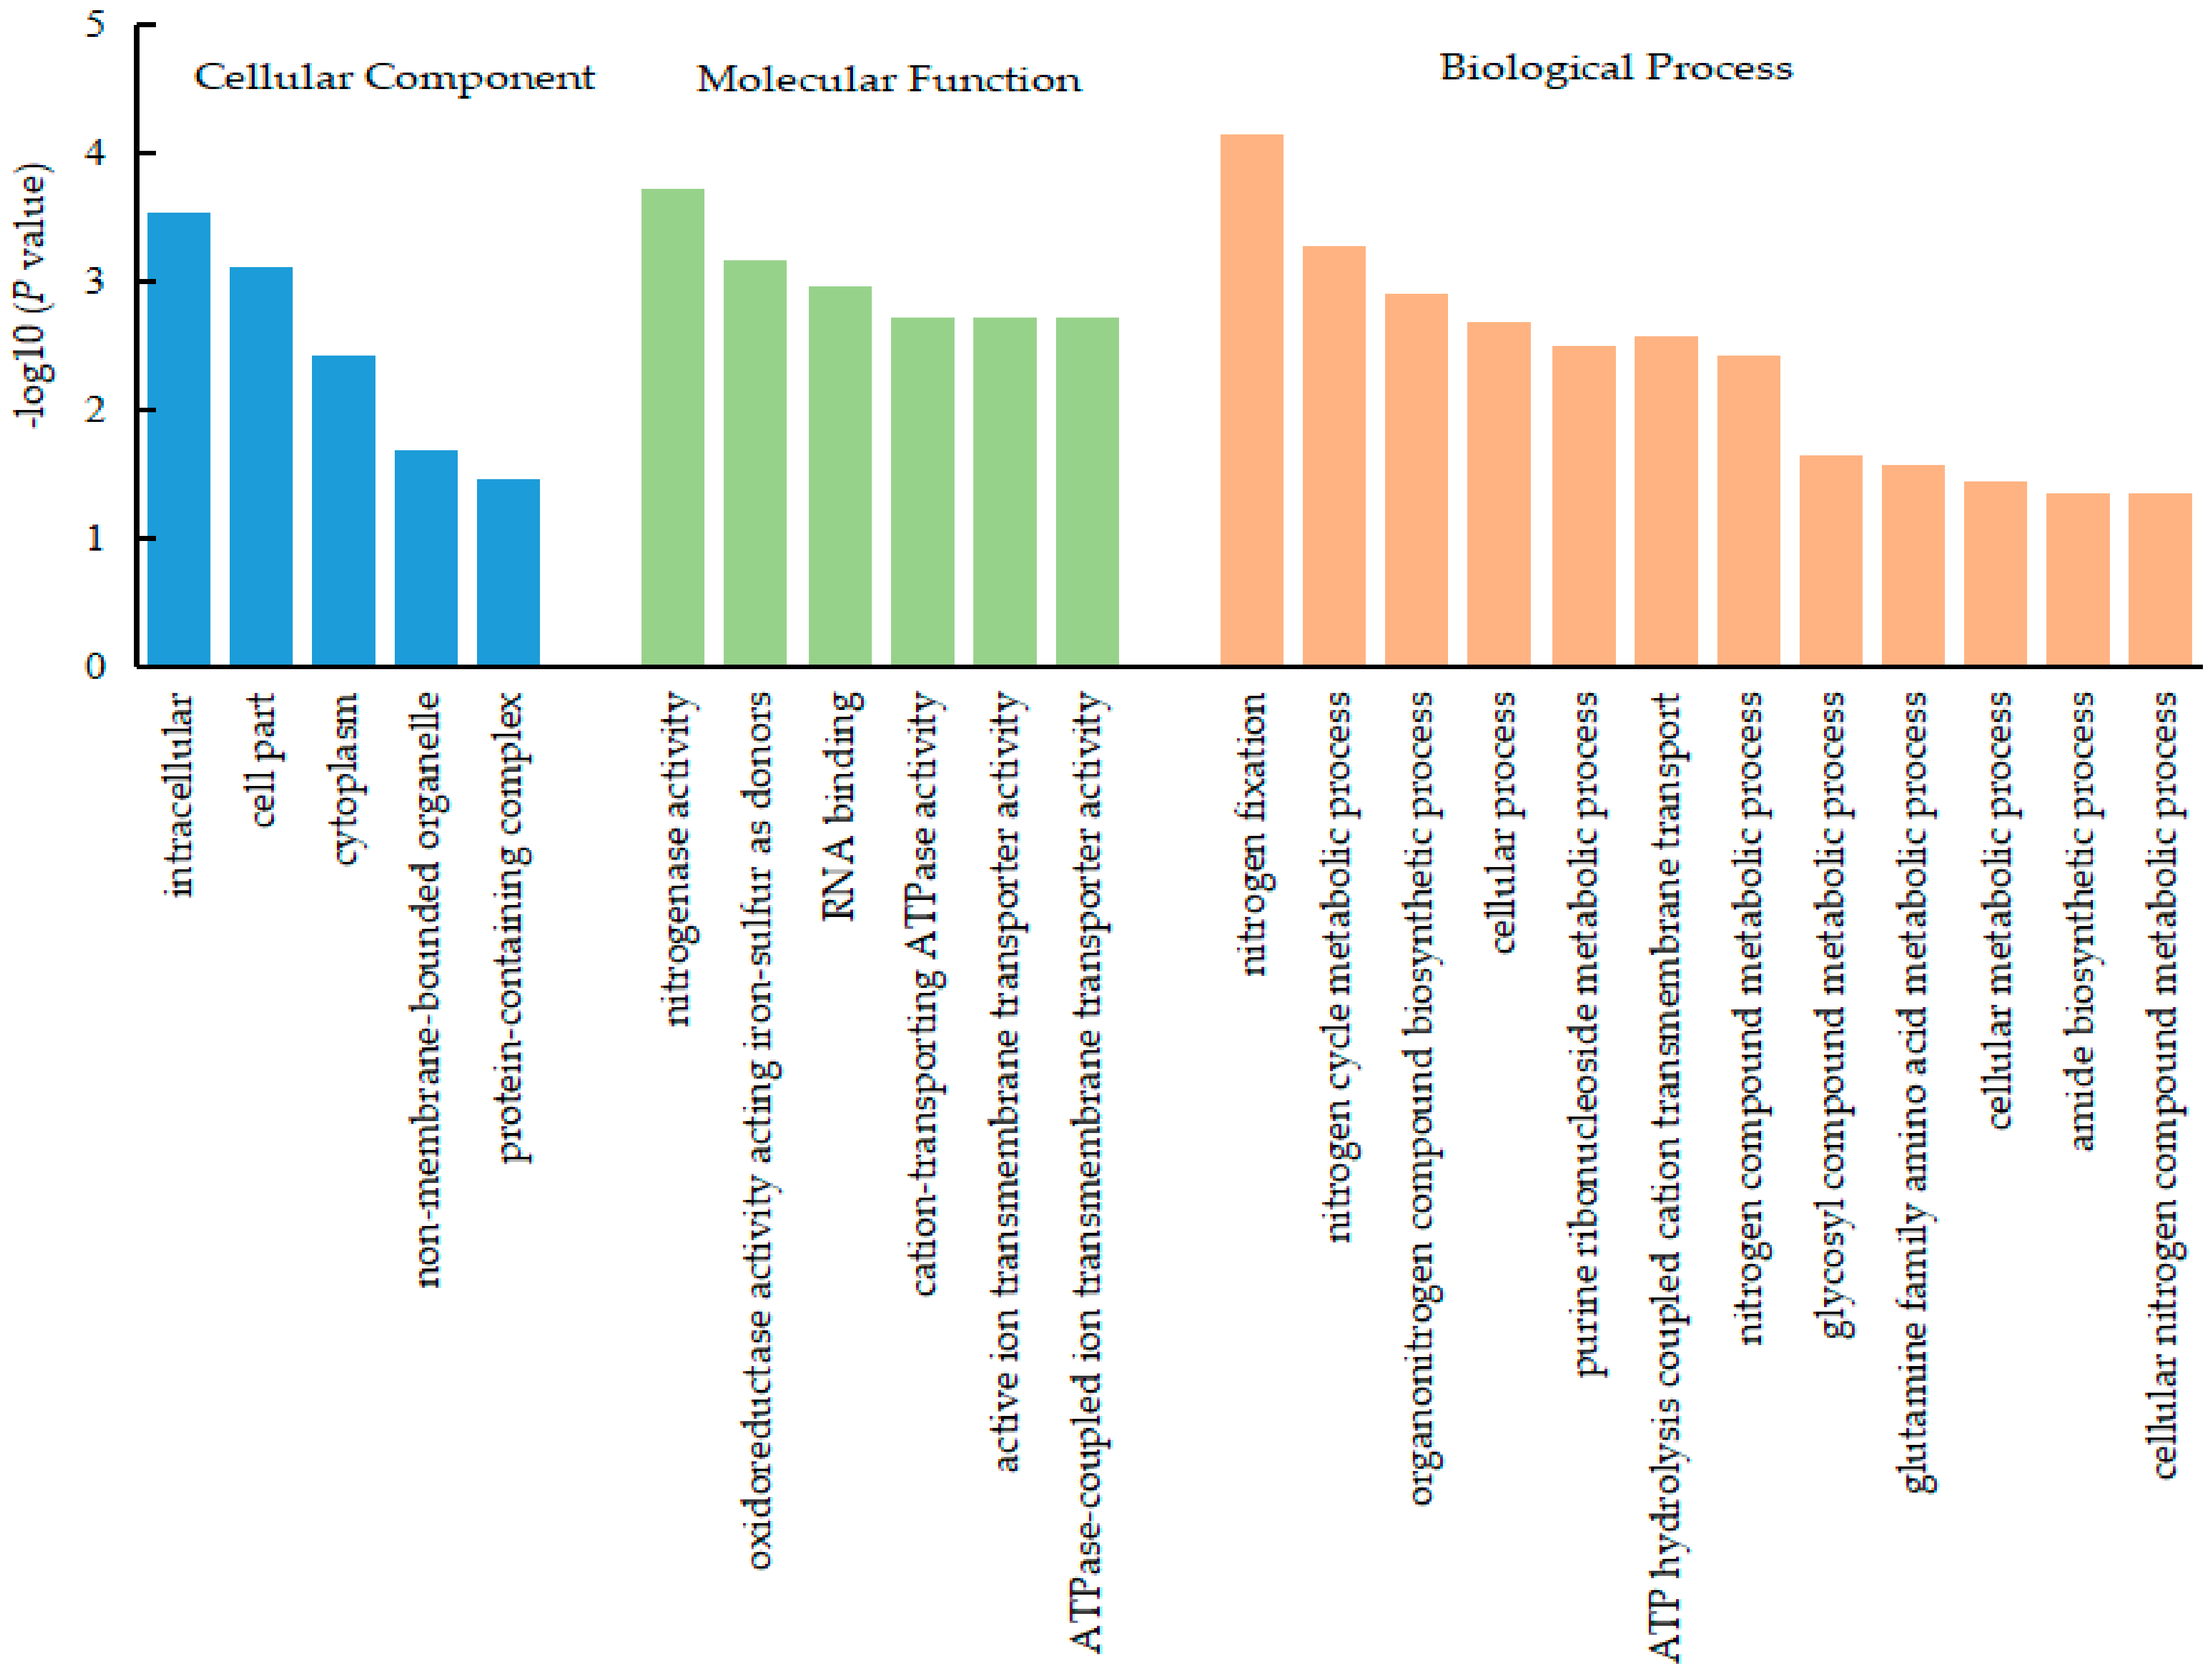 5
4
3
2
1
0
-log10 (P value)
Cellular Component
Molecular Function
Biological Process
intracellular
cell part
cytoplasm
non-membrane-bounded organelle
protein-containing complex
nitrogenase activity
oxidoreductase activity acting iron-sulfur as donors
RNA binding
cation-transporting ATPase activity
active ion transmembrane transporter activity
ATPase-coupled ion transmembrane transporter activity
nitrogen fixation
nitrogen cycle metabolic process
organonitrogen compound biosynthetic process
cellular process
purine ribonucleoside metabolic process
ATP hydrolysis coupled cation transmembrane transport
nitrogen compound metabolic process
glycosyl compound metabolic process
glutamine family amino acid metabolic process
cellular metabolic process
amide biosynthetic process
cellular nitrogen compound metabolic process